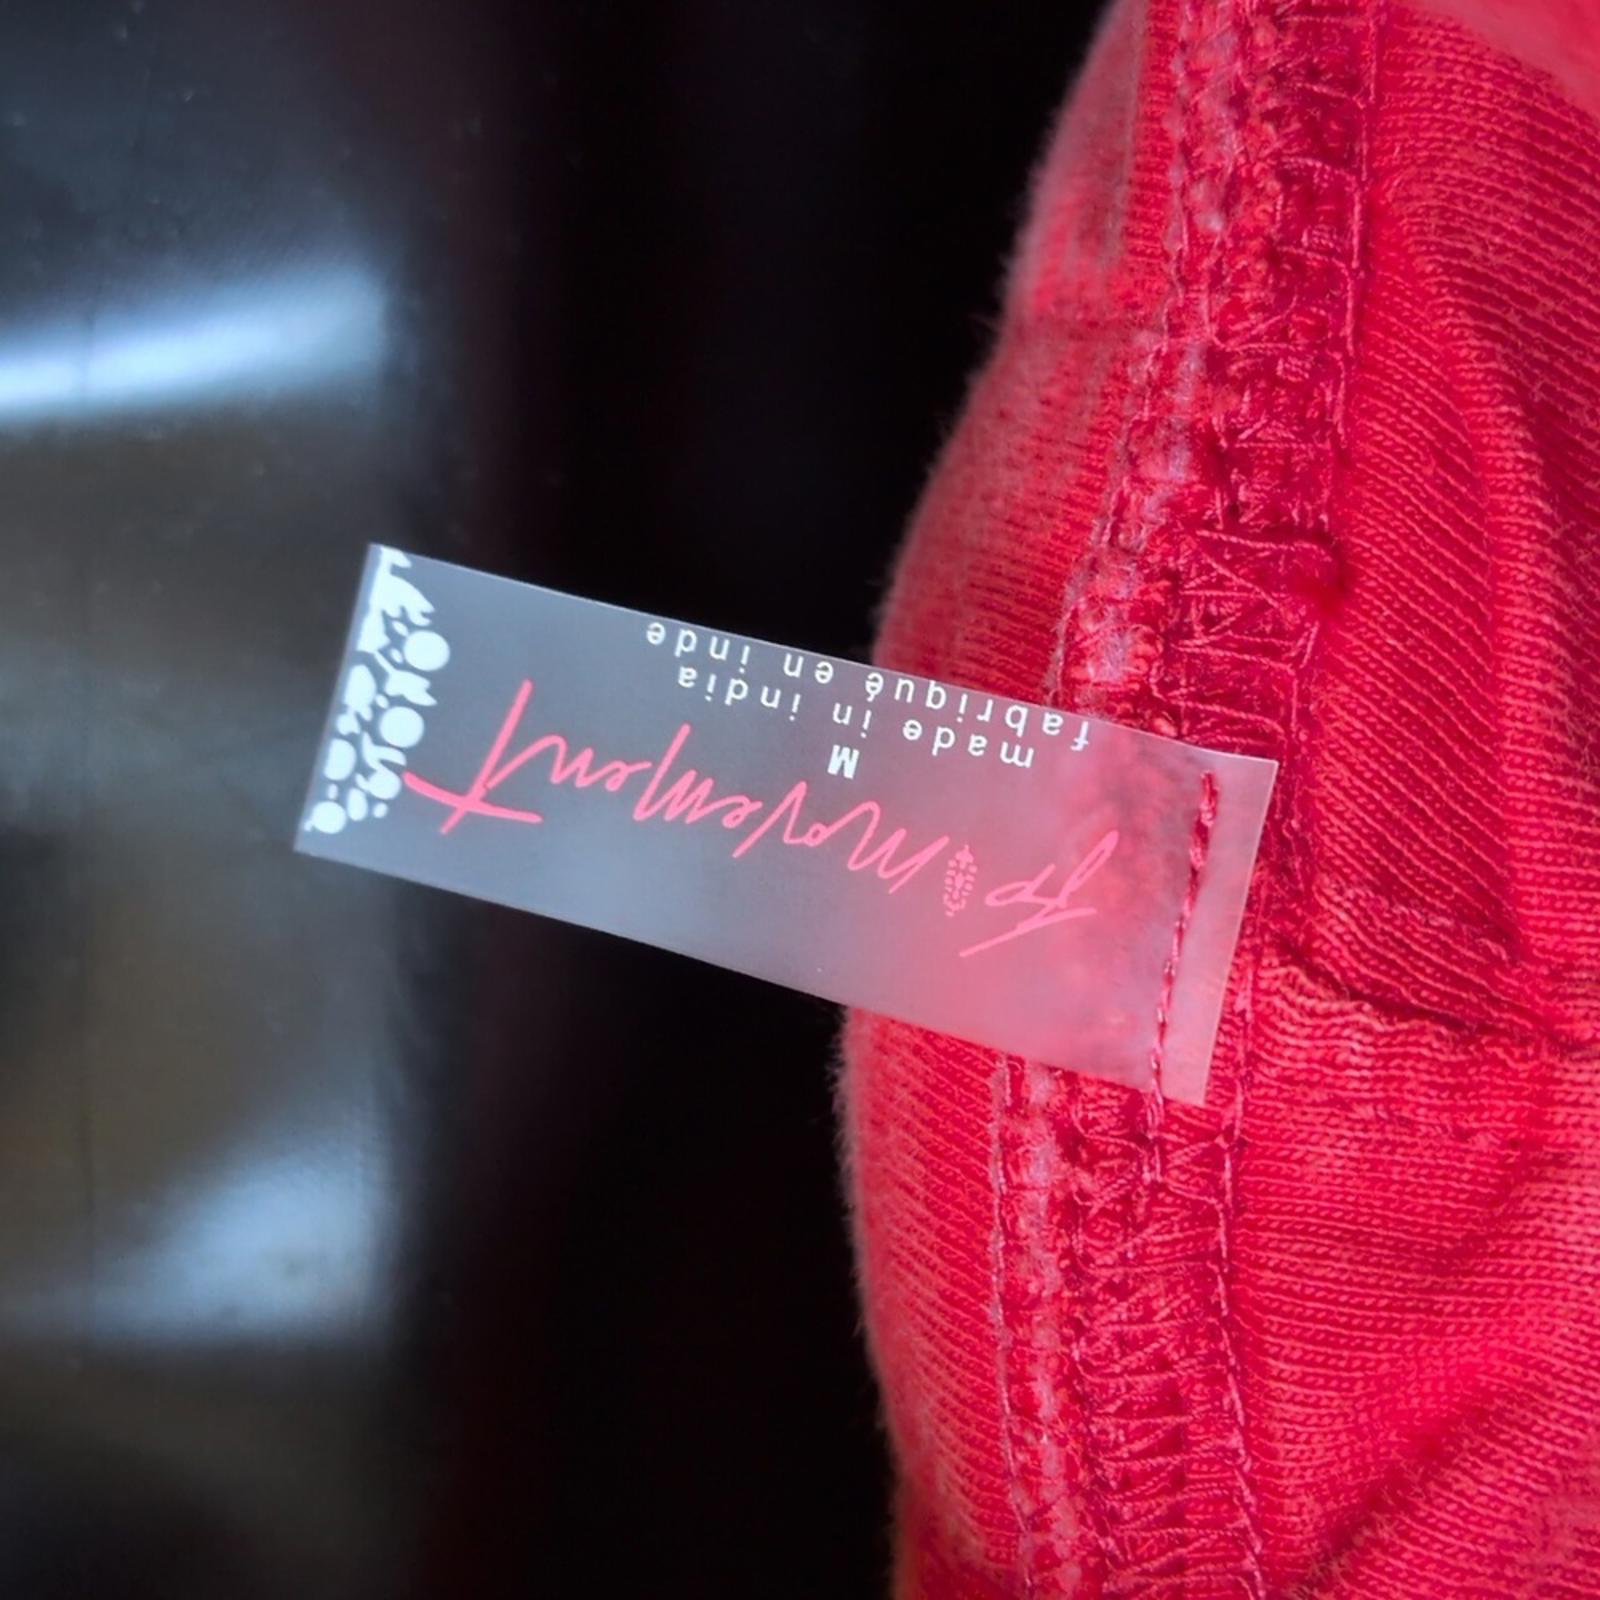 fp movement
M
made in india
fabriqué en inde